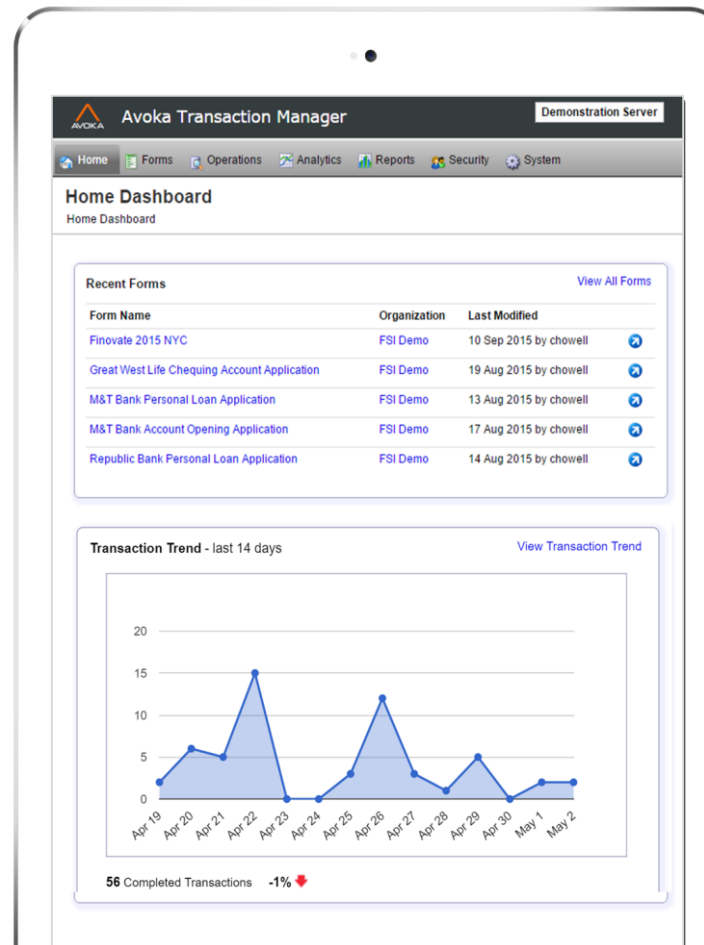 AVOKA
Avoka Transaction Manager
Demonstration Server
Home Forms Operations Analytics Reports Security System
Home Dashboard
Home Dashboard
Recent Forms View All Forms
Form Name Organization Last Modified
Finovate 2015 NYC FSI Demo 10 Sep 2015 by chowell
Great West Life Chequing Account Application FSI Demo 19 Aug 2015 by chowell
M&T Bank Personal Loan Application FSI Demo 13 Aug 2015 by chowell
M&T Bank Account Opening Application FSI Demo 17 Aug 2015 by chowell
Republic Bank Personal Loan Application FSI Demo 14 Aug 2015 by chowell
Transaction Trend - last 14 days View Transaction Trend
20
15
10
5
0
Apr 19 Apr 20 Apr 21 Apr 22 Apr 23 Apr 24 Apr 25 Apr 26 Apr 27 Apr 28 Apr 29 Apr 30 May 1 May 2
56 Completed Transactions -1%